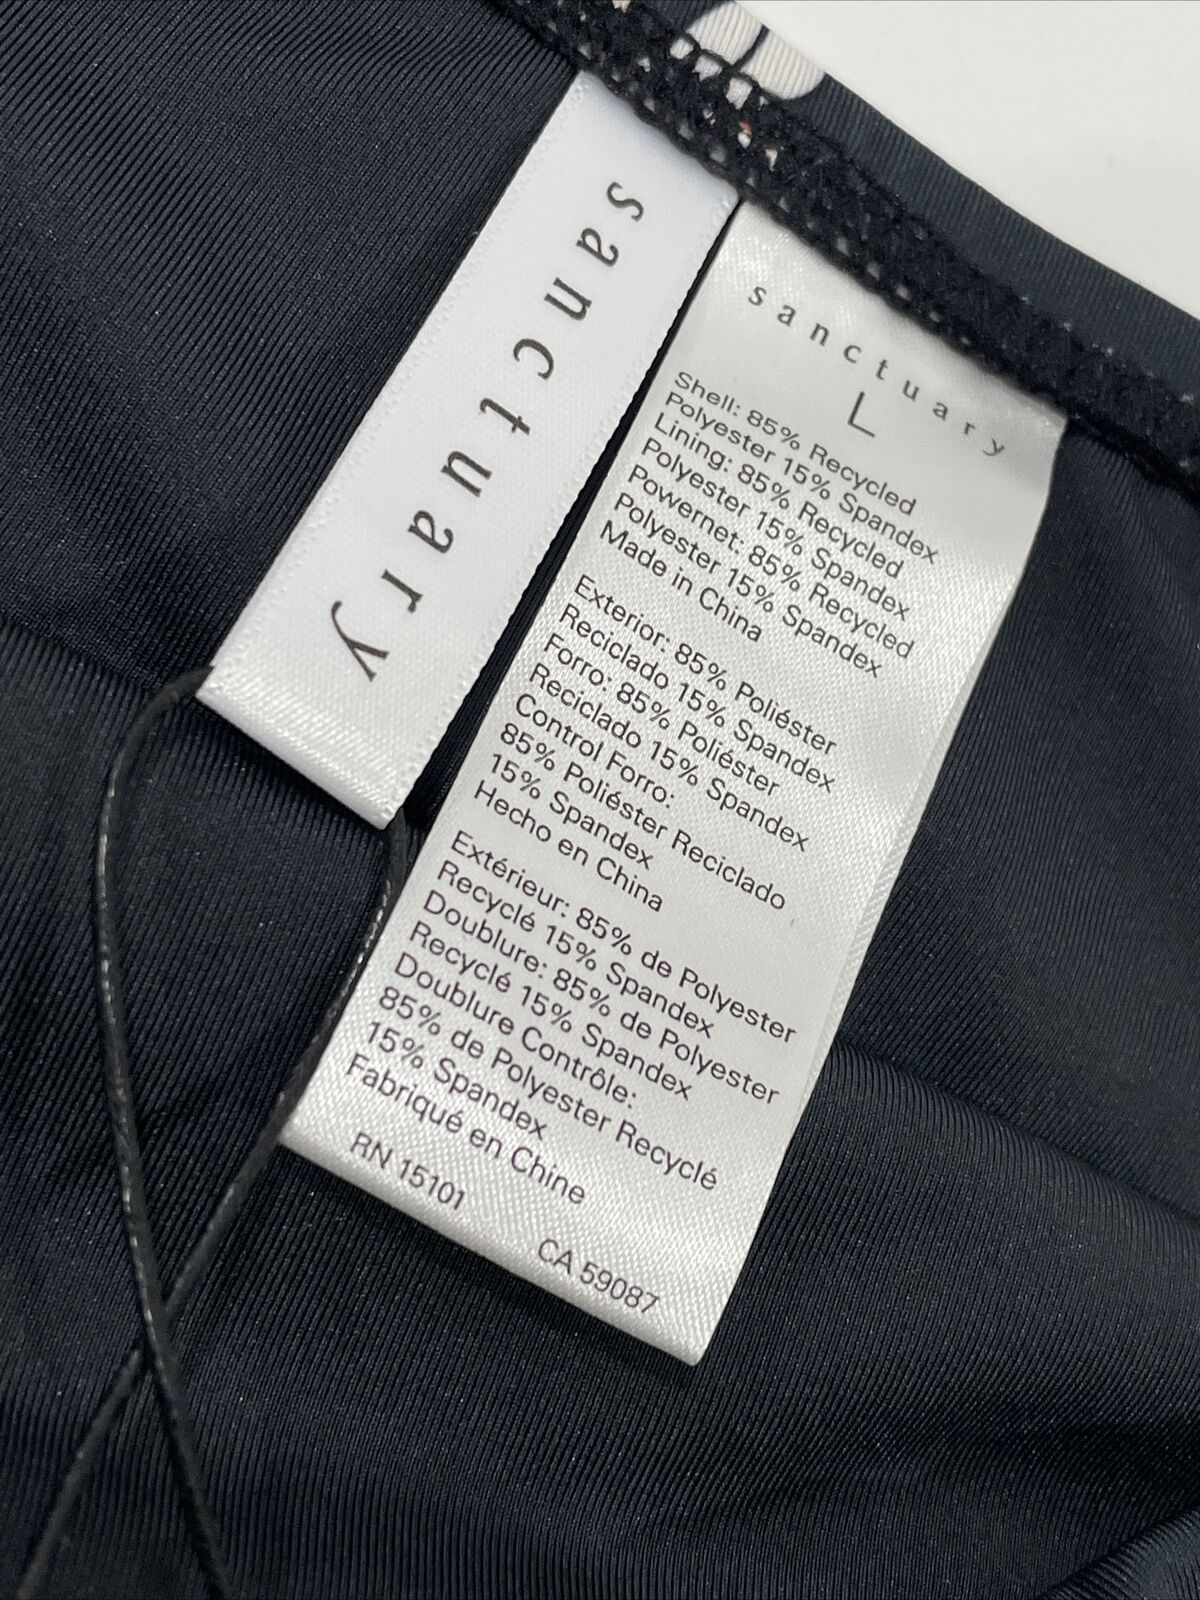 sanctuary
sanctuary
L
Shell: 85% Recycled
Polyester 15% Spandex
Lining: 85% Recycled
Polyester 15% Spandex
Powernet: 85% Recycled
Polyester 15% Spandex
Made in China
Exterior: 85% Poliéster
Reciclado 15% Spandex
Forro: 85% Poliéster
Reciclado 15% Spandex
Control Forro:
85% Poliéster Reciclado
15% Spandex
Hecho en China
Extérieur: 85% de Polyester
Recyclé 15% Spandex
Doublure: 85% de Polyester
Recyclé 15% Spandex
Doublure Contrôle:
85% de Polyester Recyclé
15% Spandex
Fabriqué en Chine
RN 15101 CA 59087